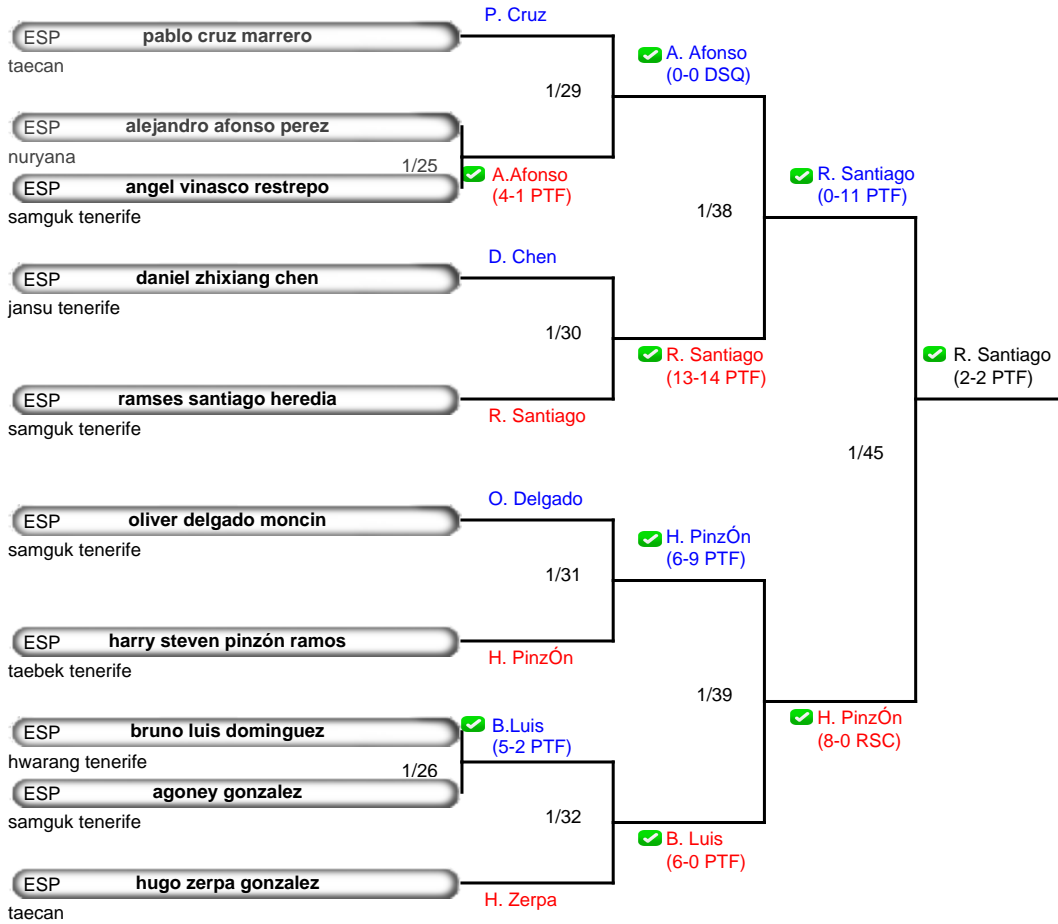 P. Cruz
ESP pablo cruz marrero
taecan
1/29
A. Afonso
(0-0 DSQ)
ESP alejandro afonso perez
nuryana
1/25
A.Afonso
(4-1 PTF)
ESP angel vinasco restrepo
samguk tenerife
1/38
R. Santiago
(0-11 PTF)
D. Chen
ESP daniel zhixiang chen
jansu tenerife
1/30
R. Santiago
(13-14 PTF)
R. Santiago
(2-2 PTF)
ESP ramses santiago heredia
R. Santiago
samguk tenerife
1/45
O. Delgado
ESP oliver delgado moncin
samguk tenerife
H. PinzÓn
(6-9 PTF)
1/31
ESP harry steven pinzón ramos
H. PinzÓn
taebek tenerife
1/39
H. PinzÓn
(8-0 RSC)
B.Luis
(5-2 PTF)
ESP bruno luis dominguez
hwarang tenerife
1/26
ESP agoney gonzalez
samguk tenerife
1/32
B. Luis
(6-0 PTF)
ESP hugo zerpa gonzalez
H. Zerpa
taecan